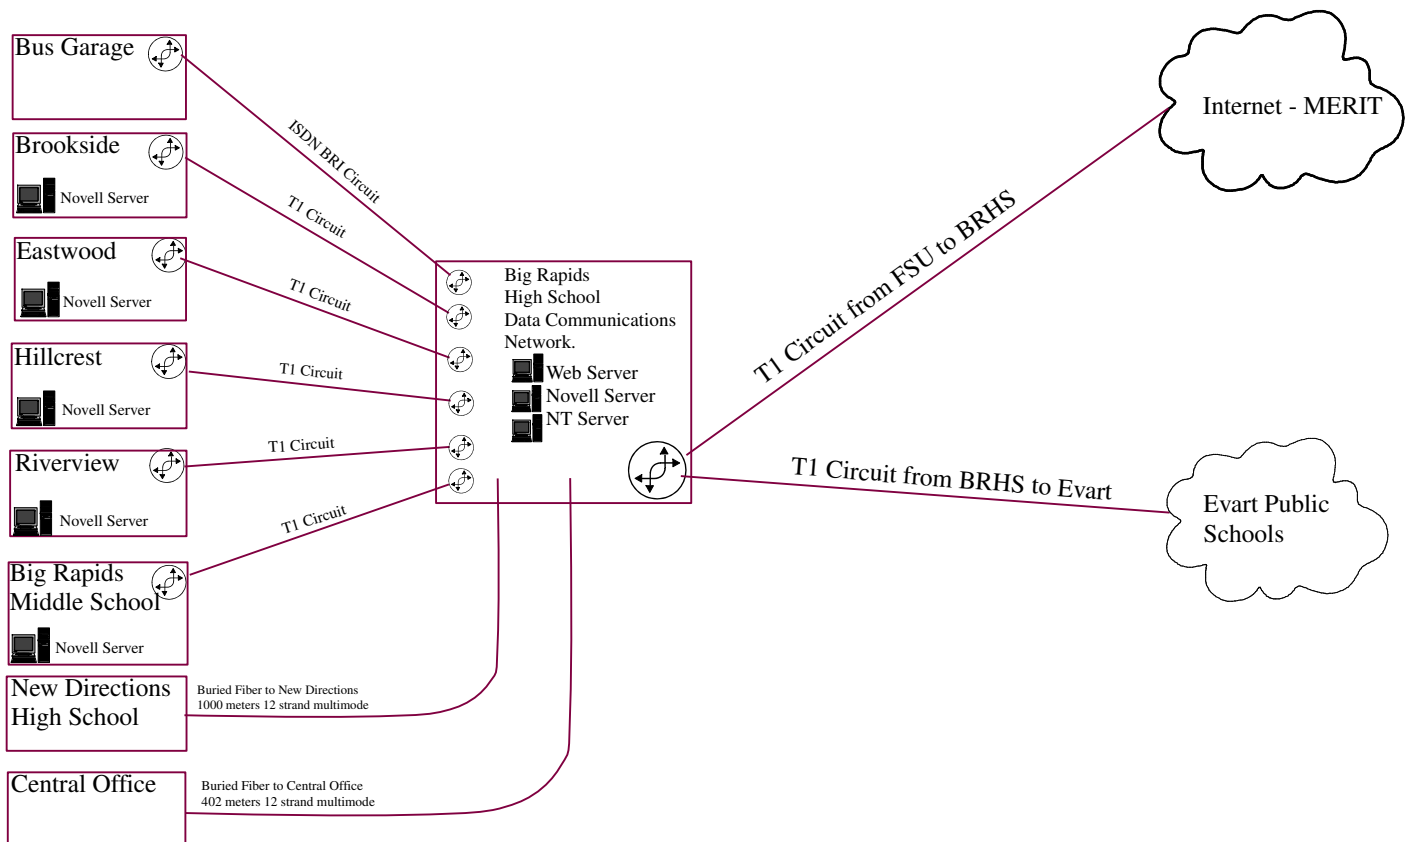 Bus Garage
ISDN BRI Circuit
Brookside
Novell Server
T1 Circuit
Eastwood
Novell Server
T1 Circuit
Hillcrest
Novell Server
T1 Circuit
Riverview
Novell Server
T1 Circuit
Big Rapids
Middle School
Novell Server
T1 Circuit
New Directions
High School
Buried Fiber to New Directions
1000 meters 12 strand multimode
Central Office
Buried Fiber to Central Office
402 meters 12 strand multimode
Big Rapids
High School
Data Communications
Network.
Web Server
Novell Server
NT Server
T1 Circuit from FSU to BRHS
Internet - MERIT
T1 Circuit from BRHS to Evart
Evart Public
Schools